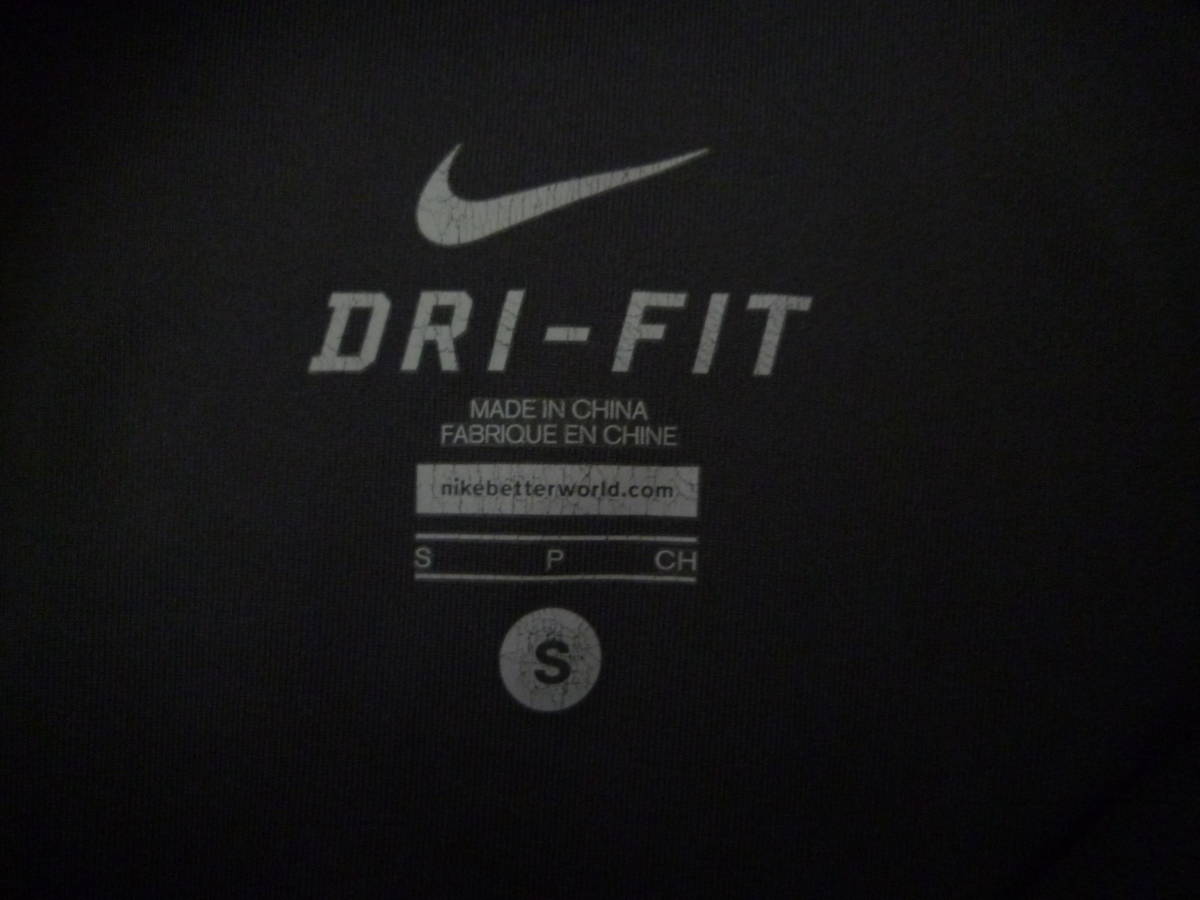 DRI-FIT
MADE IN CHINA
FABRIQUE EN CHINE
nikebetterworld.com
S P CH
S